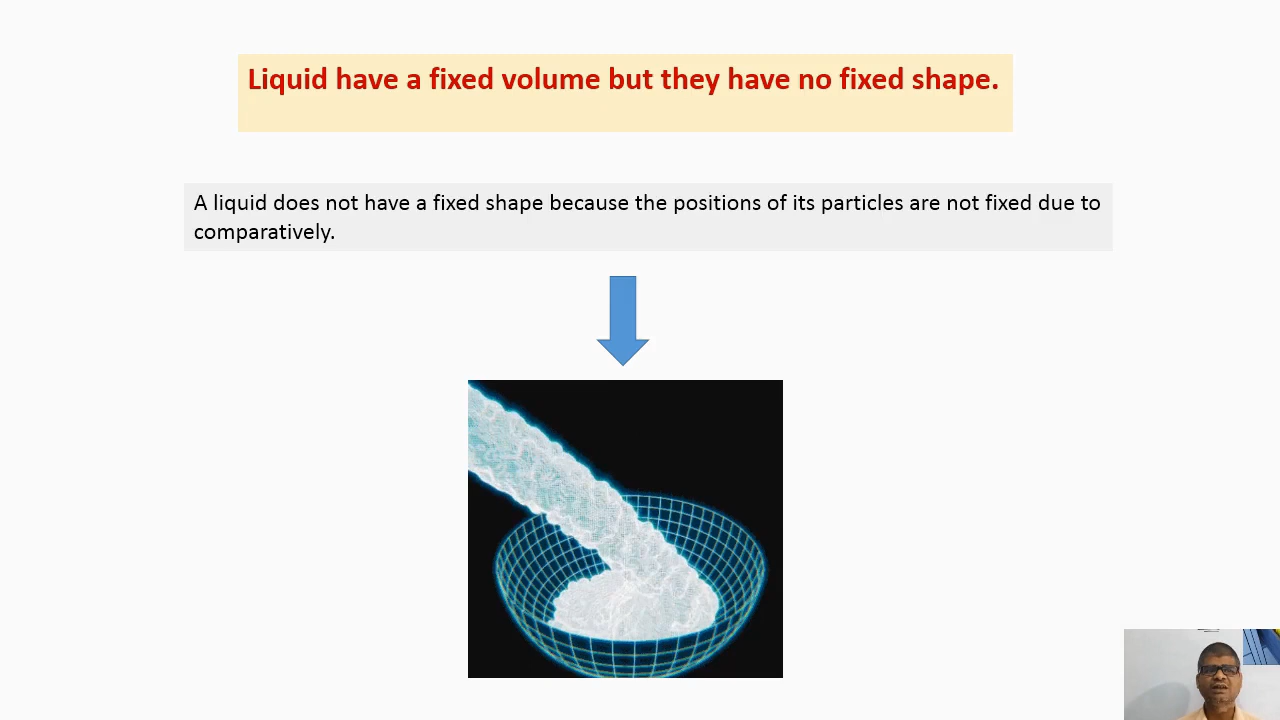 Liquid have a fixed volume but they have no fixed shape.
A liquid does not have a fixed shape because the positions of its particles are not fixed due to
comparatively.